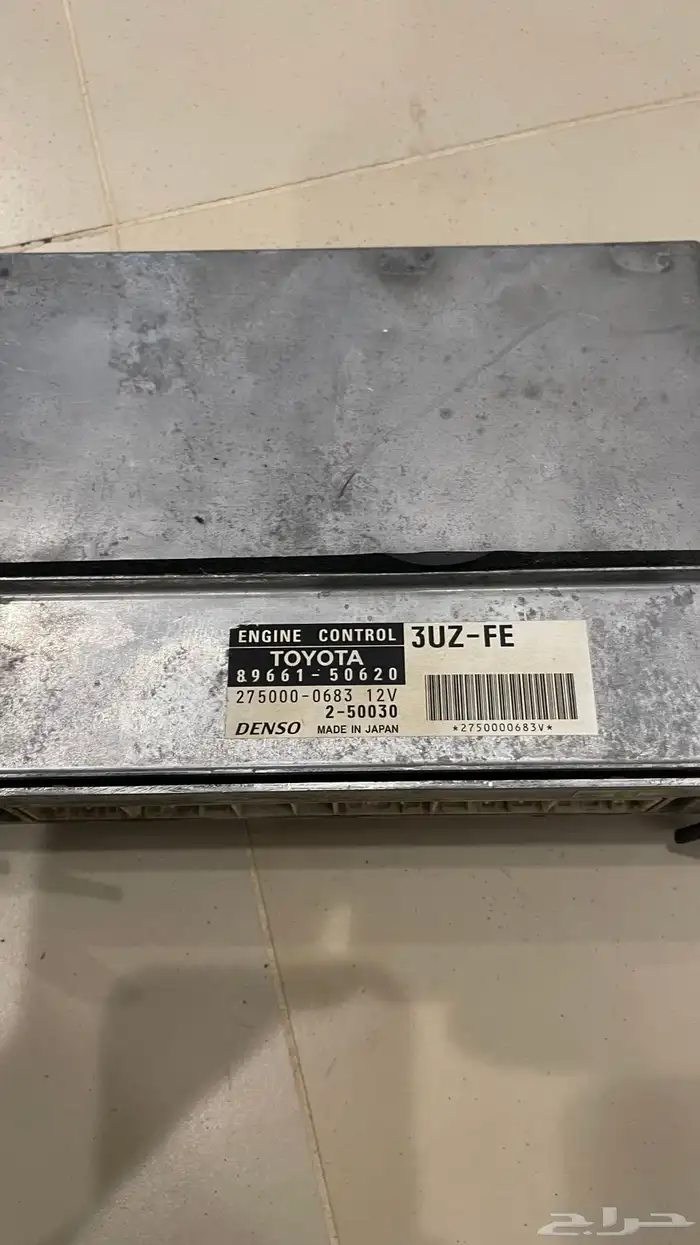 ENGINE CONTROL 3UZ-FE
TOYOTA
89661-50620
275000-0683 12V
2-50030
DENSO MADE IN JAPAN
*2750000683V*
حراج